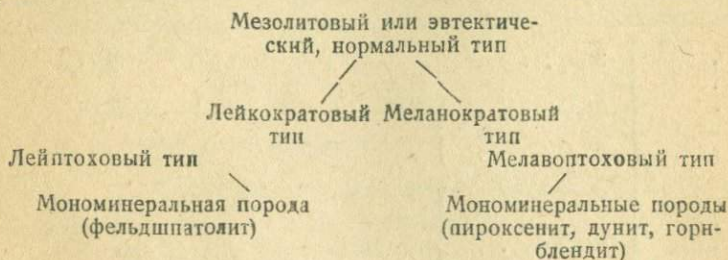 Мезолитовый или эвтектиче-
ский, нормальный тип
Лейкократовый Меланократовый
тип тип
Лейптоховый тип Мелавоптоховый тип
Мономинеральная порода Мономинеральные породы
(фельдшпатолит) (пироксенит, дунит, горн-
блендит)